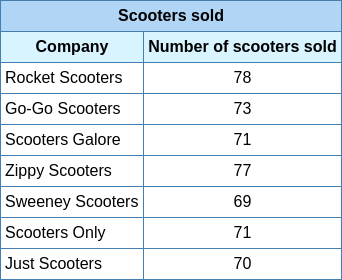 Scooters sold
Company Number of scooters sold
Rocket Scooters 78
Go-Go Scooters 73
Scooters Galore 71
Zippy Scooters 77
Sweeney Scooters 69
Scooters Only 71
Just Scooters 70